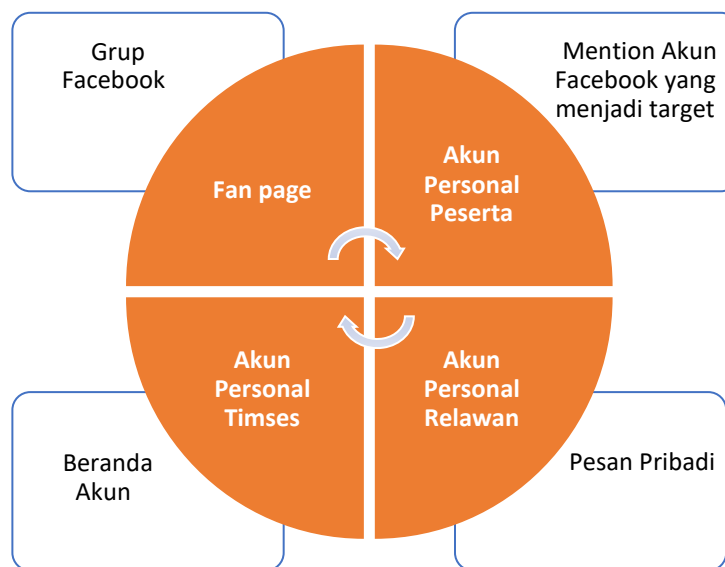 Grup
Facebook
Mention Akun
Facebook yang
menjadi target
Fan page
Akun
Personal
Peserta
Akun
Personal
Timses
Akun
Personal
Relawan
Beranda
Akun
Pesan Pribadi